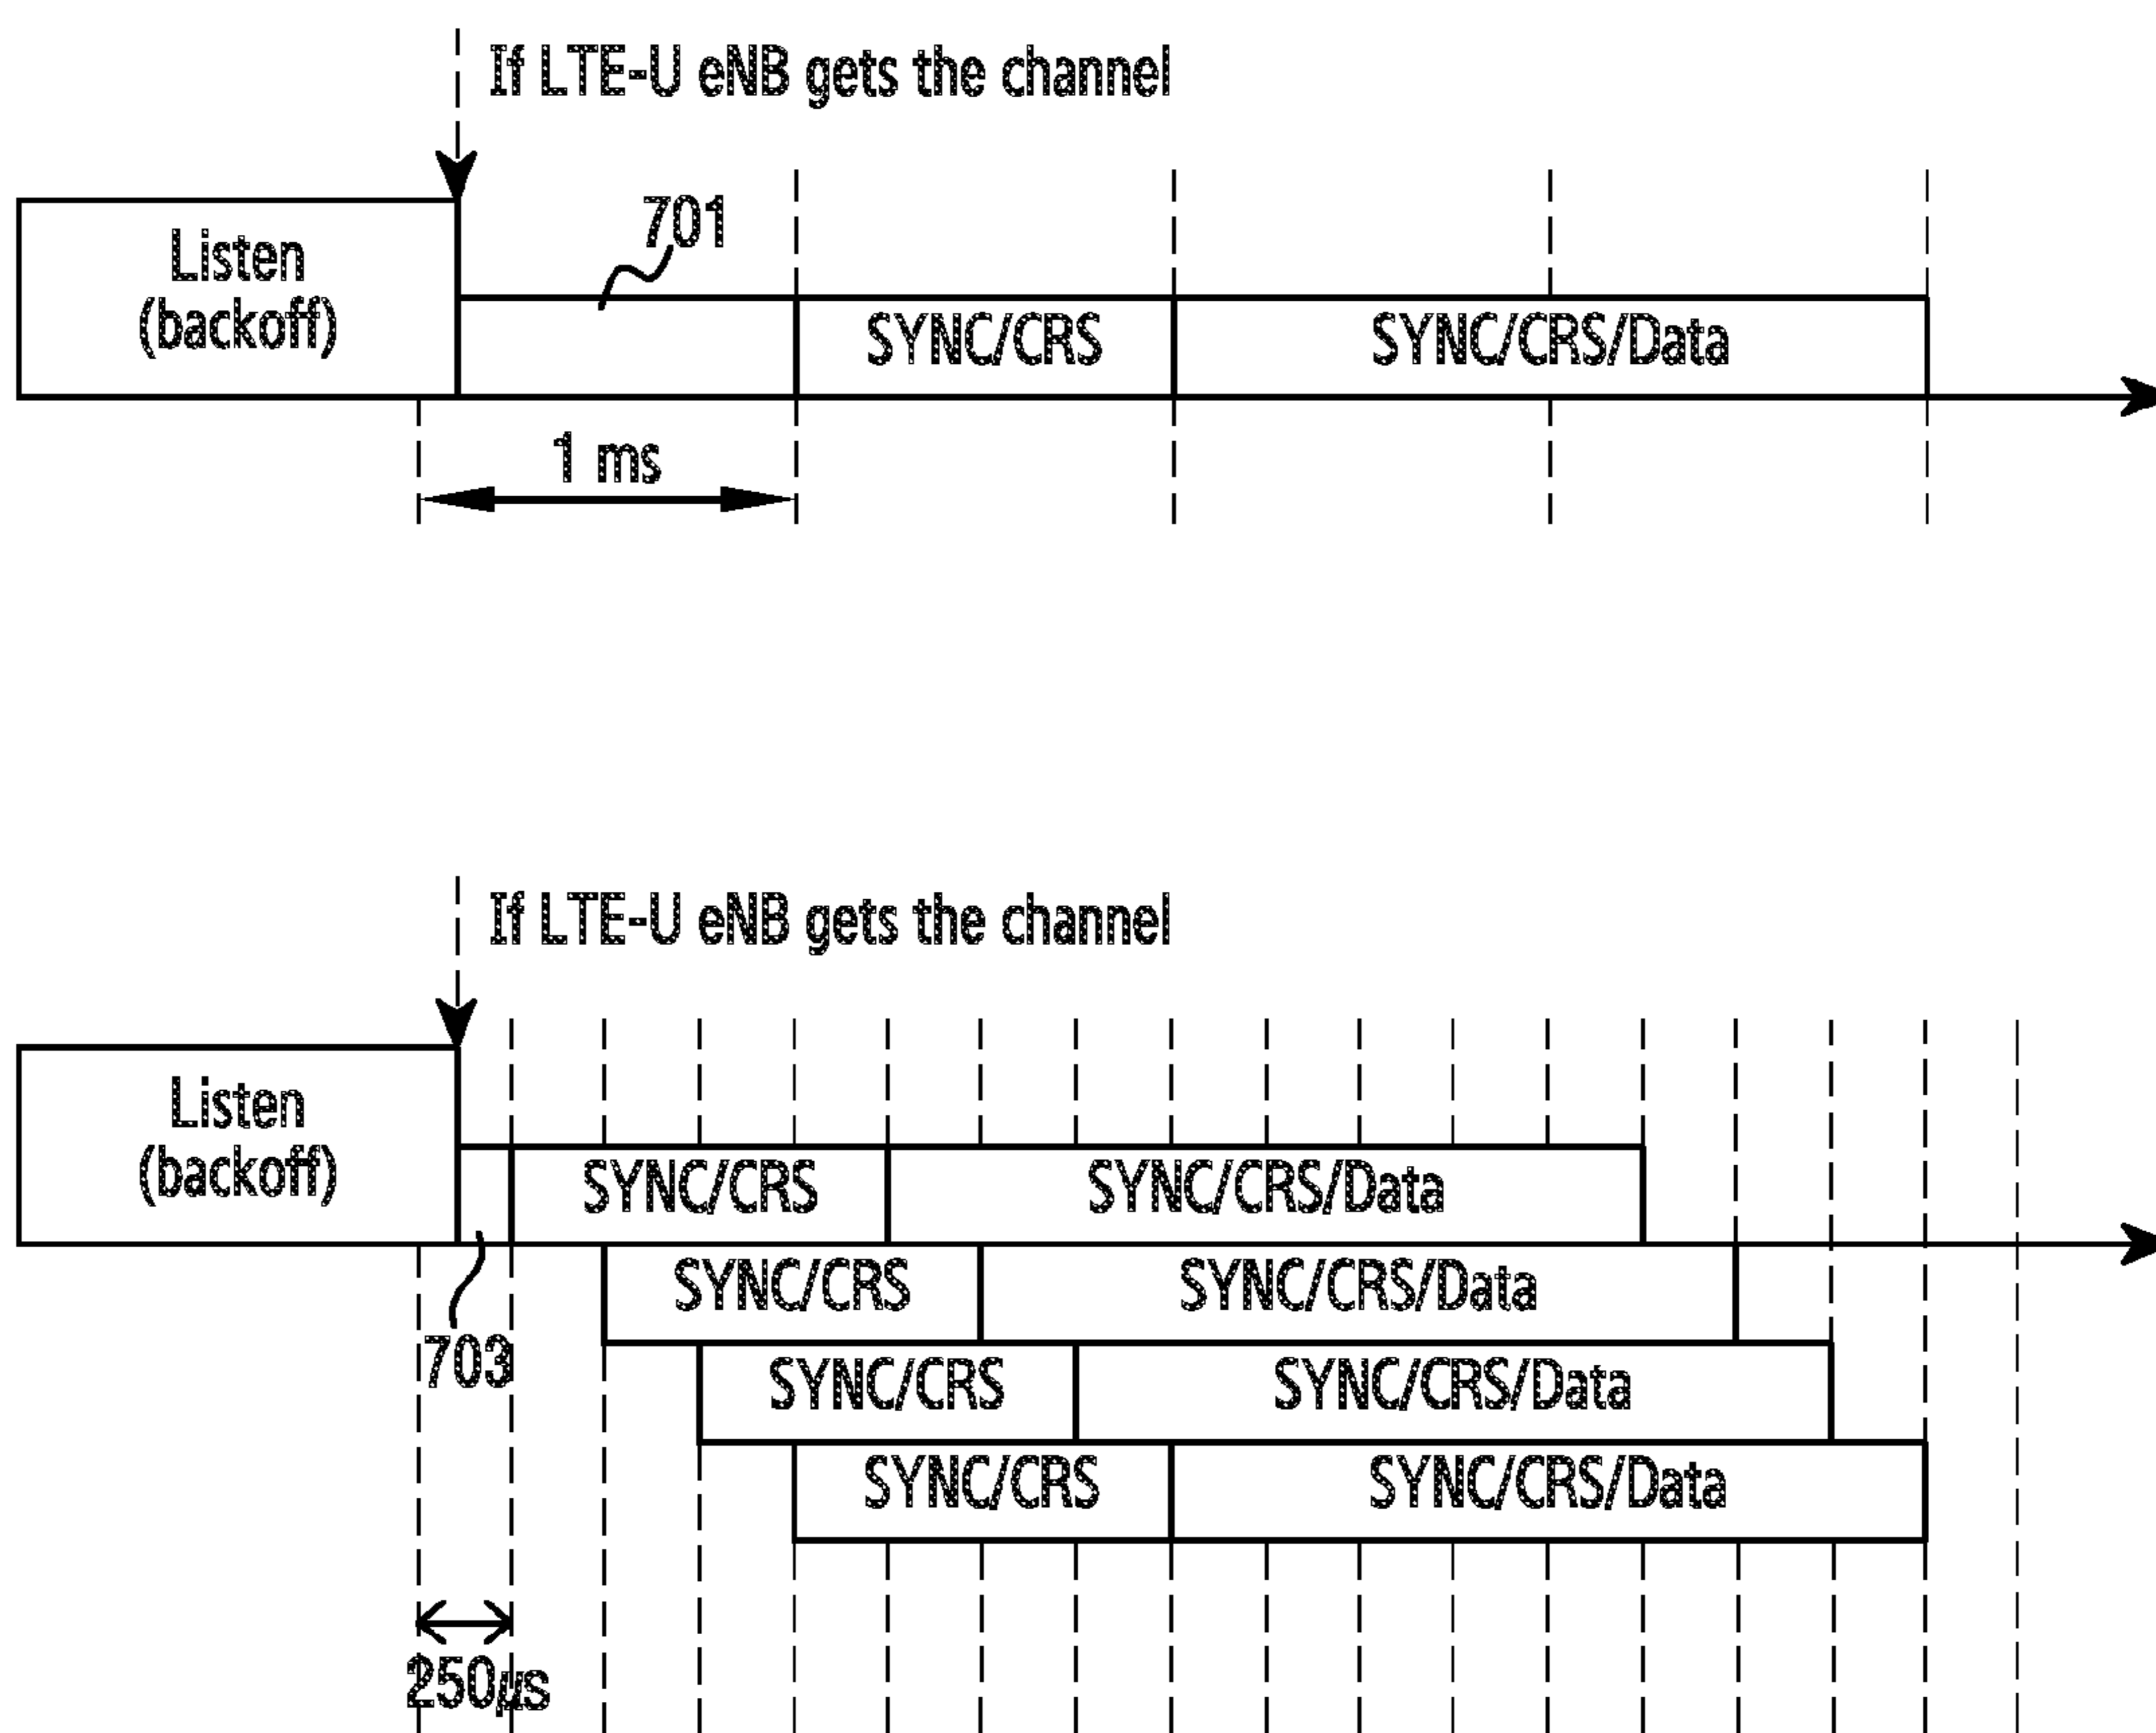 If LTE-U eNB gets the channel
701
Listen
(backoff)
SYNC/CRS
SYNC/CRS/Data
1 ms
If LTE-U eNB gets the channel
Listen
(backoff)
SYNC/CRS
SYNC/CRS/Data
SYNC/CRS
SYNC/CRS/Data
703
SYNC/CRS
SYNC/CRS/Data
SYNC/CRS
SYNC/CRS/Data
250μs